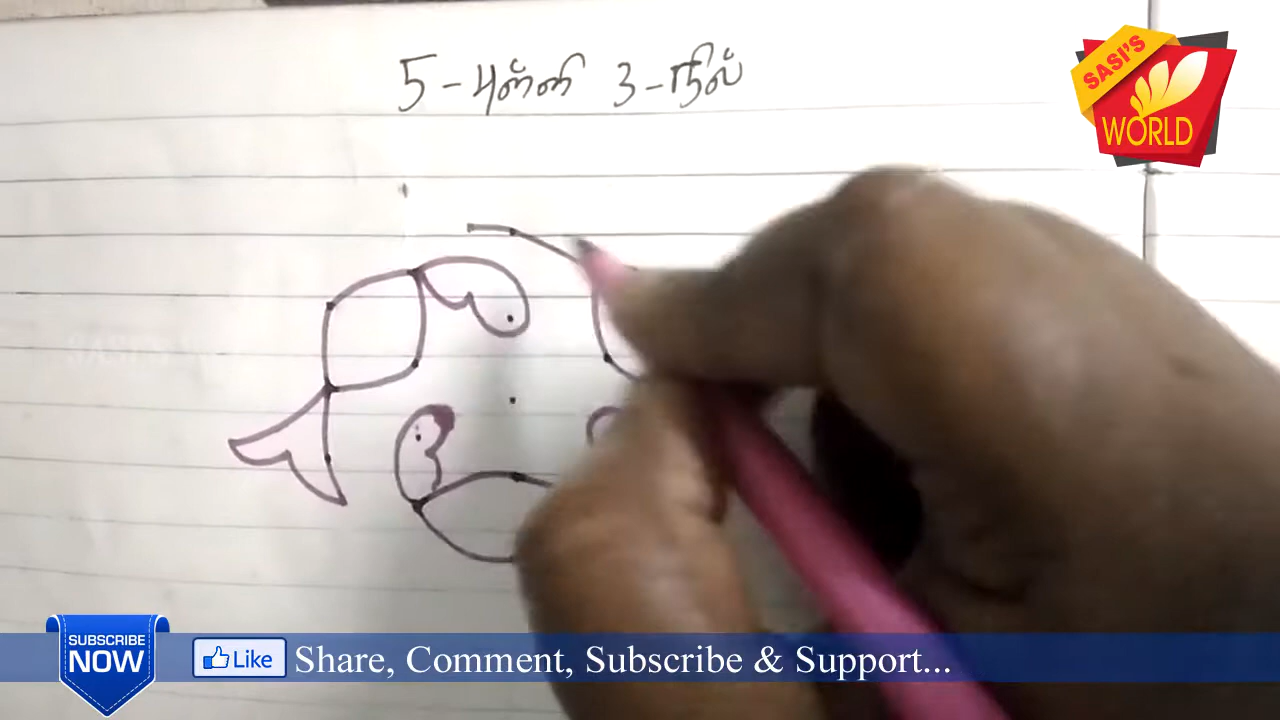 5 - புள்ளி 3 - நில்
SASI'S
WORLD
SUBSCRIBE
NOW
Like
Share, Comment, Subscribe & Support...